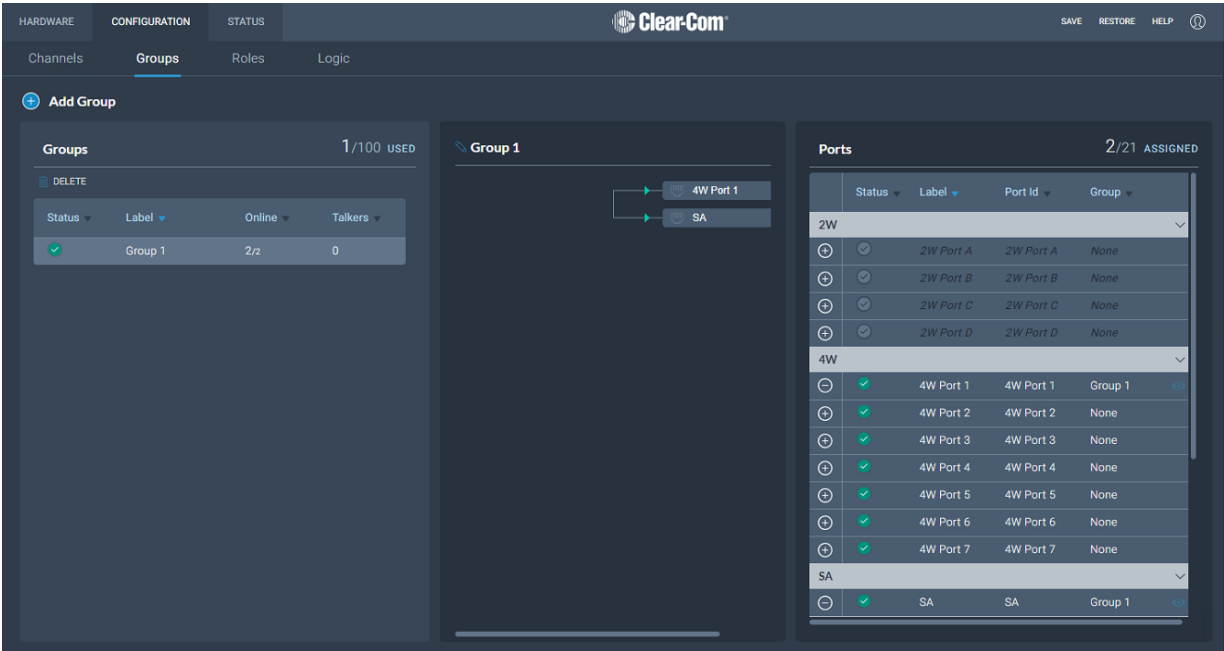 HARDWARE CONFIGURATION STATUS Clear-Com® SAVE RESTORE HELP
Channels Groups Roles Logic
Add Group
Groups 1/100 USED
DELETE
Status Label Online Talkers
Group 1 2/2 0
Group 1
4W Port 1
SA
Ports 2/21 ASSIGNED
Status Label Port Id Group
2W
2W Port A 2W Port A None
2W Port B 2W Port B None
2W Port C 2W Port C None
2W Port D 2W Port D None
4W
4W Port 1 4W Port 1 Group 1
4W Port 2 4W Port 2 None
4W Port 3 4W Port 3 None
4W Port 4 4W Port 4 None
4W Port 5 4W Port 5 None
4W Port 6 4W Port 6 None
4W Port 7 4W Port 7 None
SA
SA SA Group 1